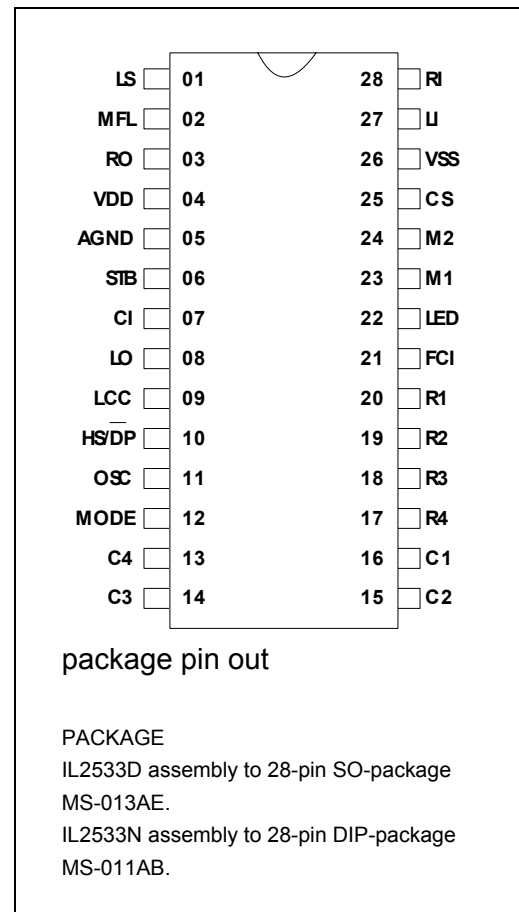 LS 01 28 RI
MFL 02 27 LI
RO 03 26 VSS
VDD 04 25 CS
AGND 05 24 M2
STB 06 23 M1
CI 07 22 LED
LO 08 21 FCI
LCC 09 20 R1
HS/D̅P̅ 10 19 R2
OSC 11 18 R3
MODE 12 17 R4
C4 13 16 C1
C3 14 15 C2
package pin out
PACKAGE
IL2533D assembly to 28-pin SO-package
MS-013AE.
IL2533N assembly to 28-pin DIP-package
MS-011AB.